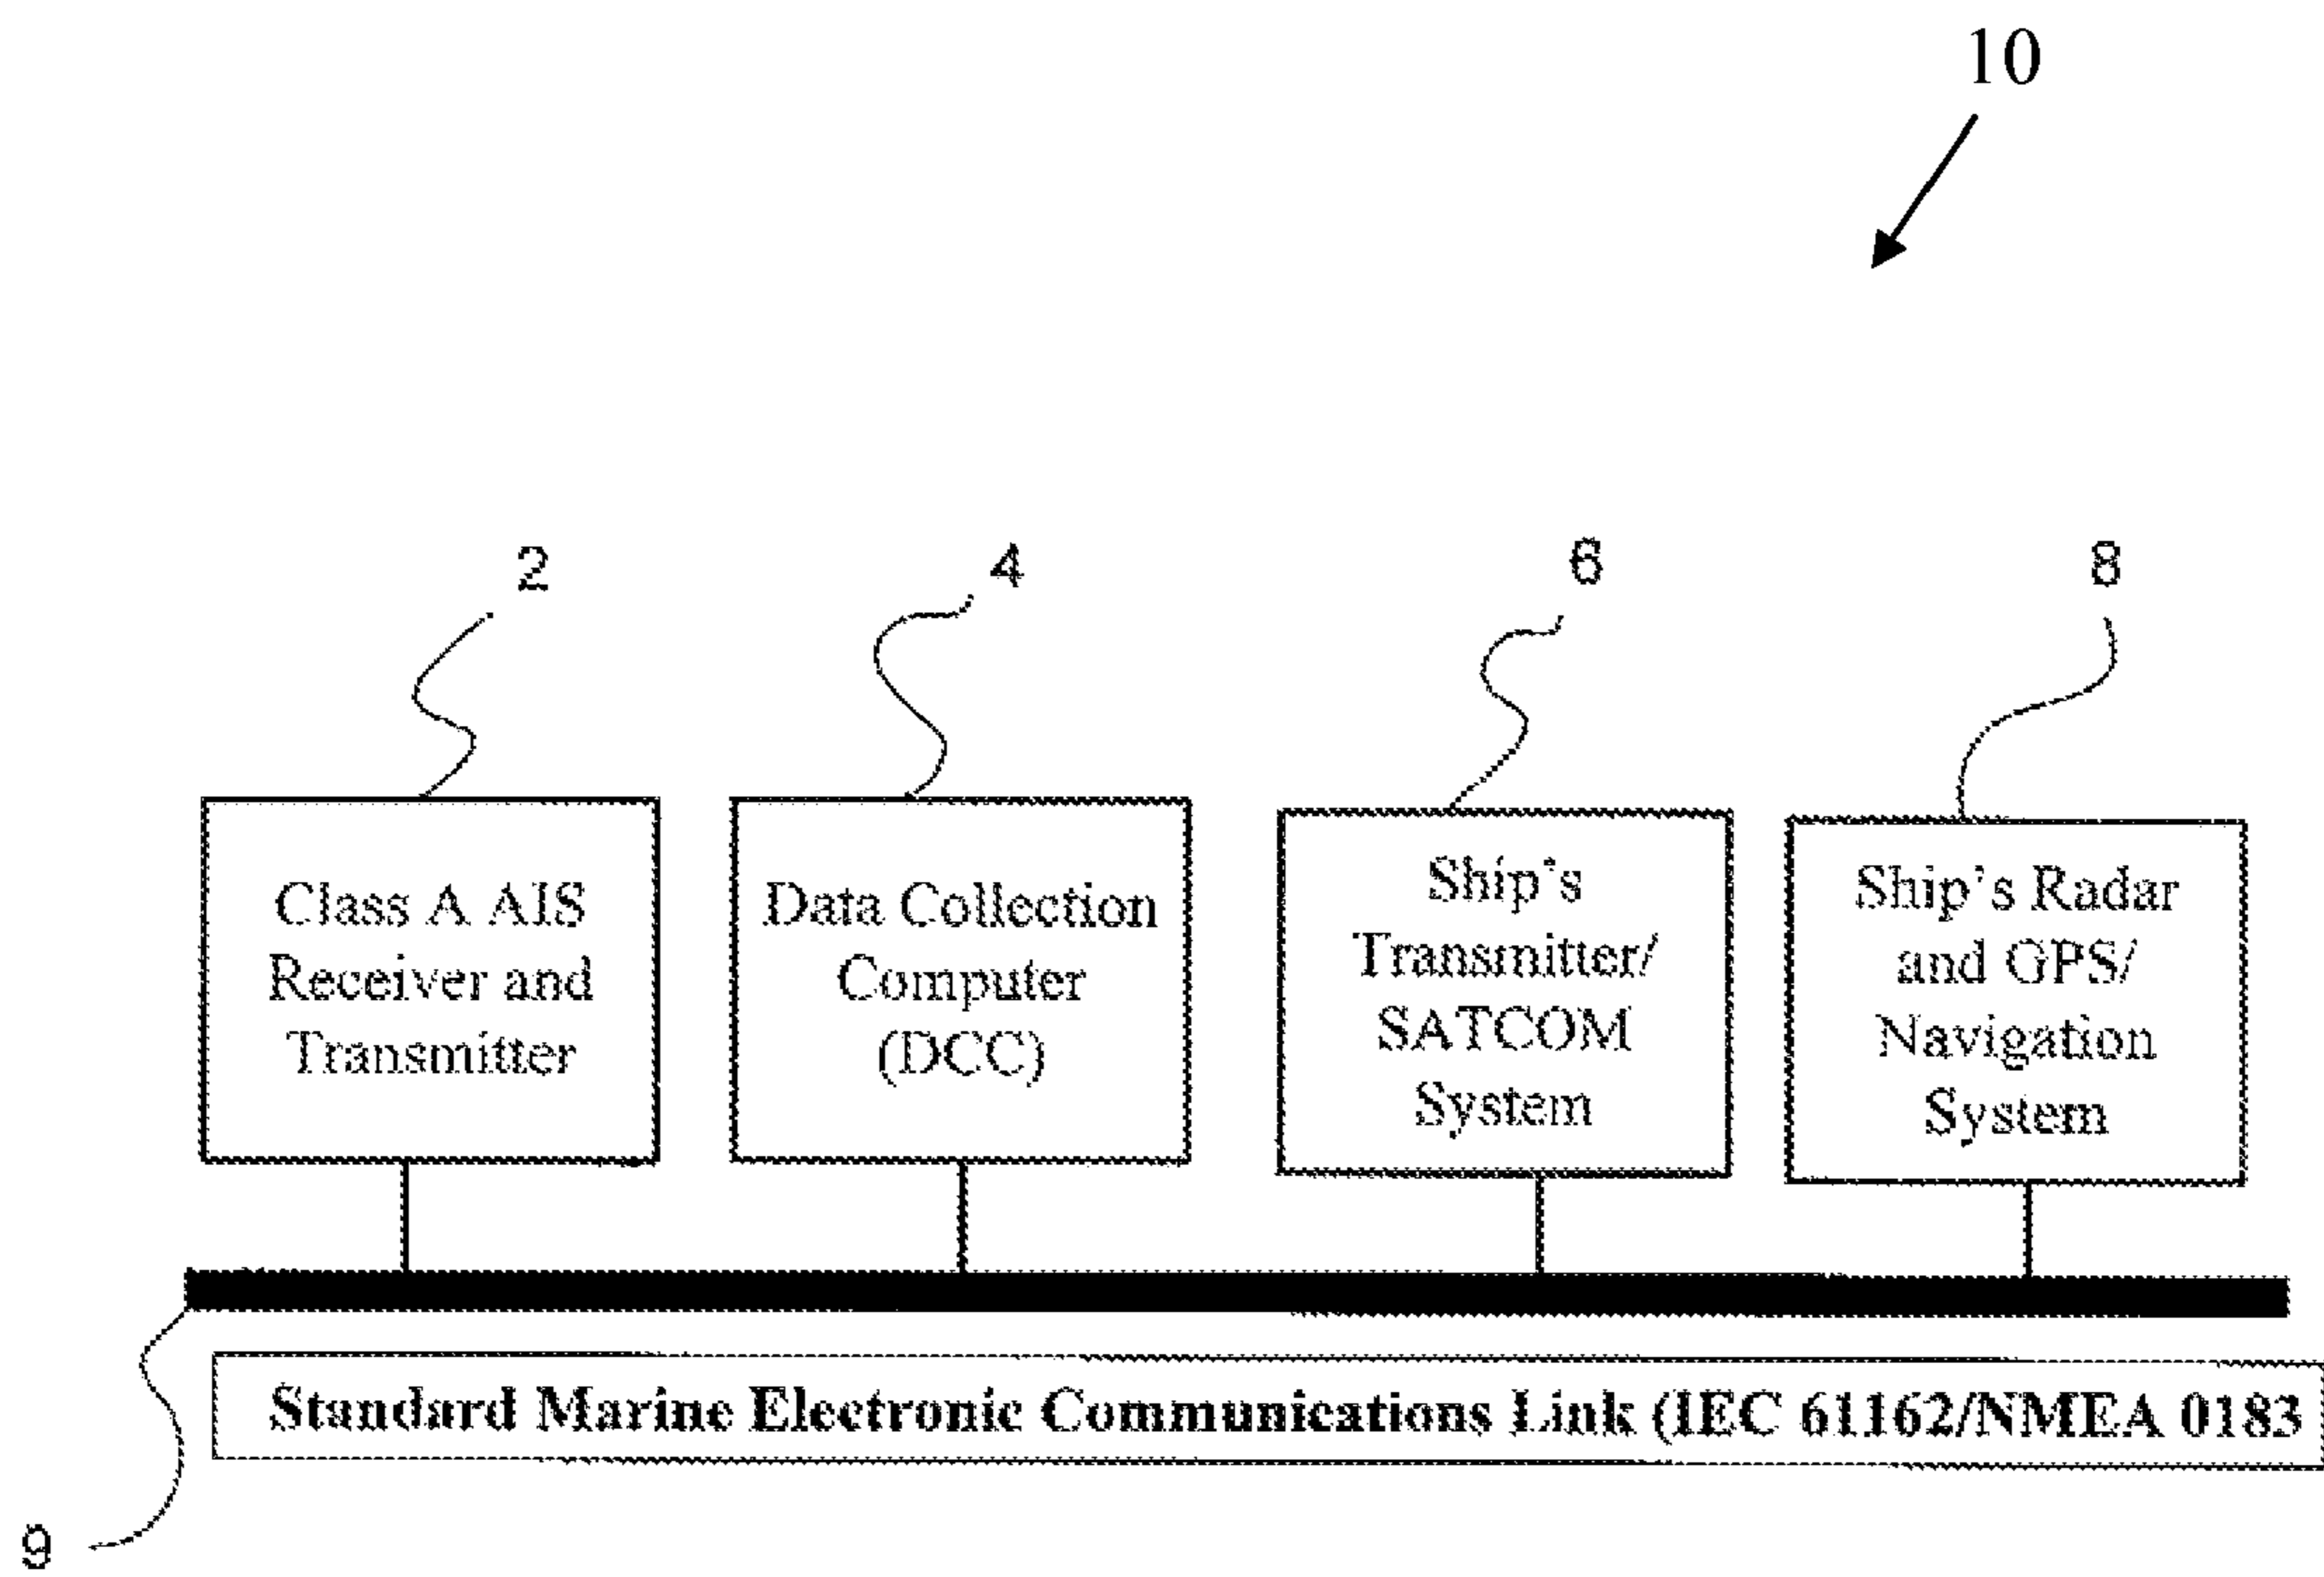 10
2
4
6
8
Class A AIS
Receiver and
Transmitter
Data Collection
Computer
(DCC)
Ship's
Transmitter/
SATCOM
System
Ship's Radar
and GPS/
Navigation
System
Standard Marine Electronic Communications Link (IEC 61162/NMEA 0183
9